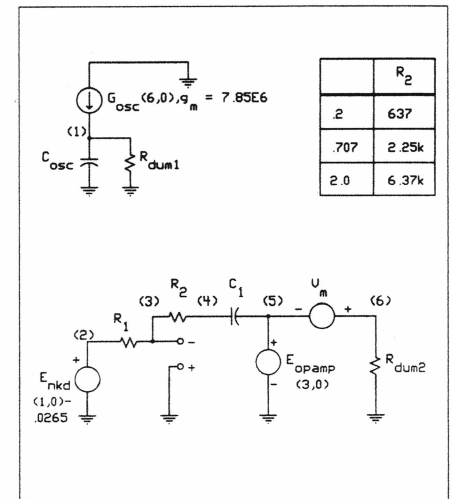 G_osc (6,0),g_m = 7.85E6
(1)
C_osc
R_dum1
R_2
.2 637
.707 2.25k
2.0 6.37k
R_2 (4) C_1 (5) U_m (6)
(3)
(2) R_1
- +
-
+
+
E_nkd
(1,0)-
.0265
+
E_opamp
-
(3,0)
R_dum2